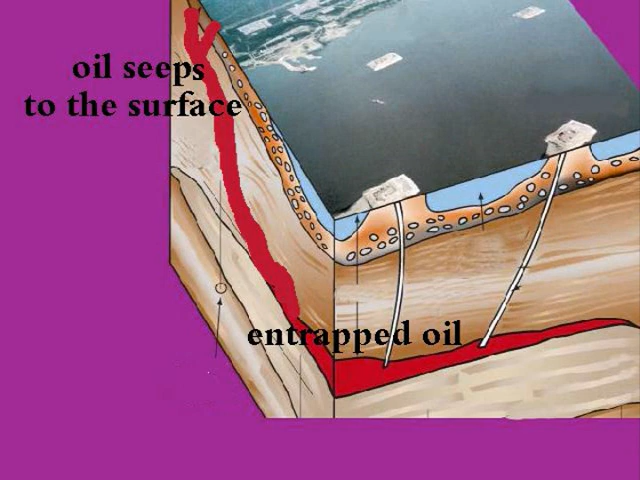 oil seeps
to the surface
entrapped oil